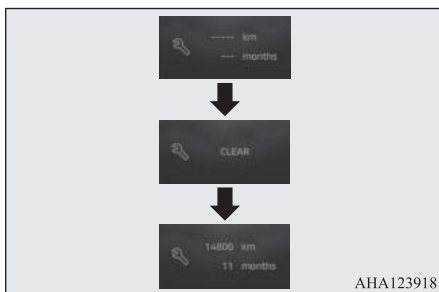 ----- km
--- months
CLEAR
14800 km
11 months
AHA123918